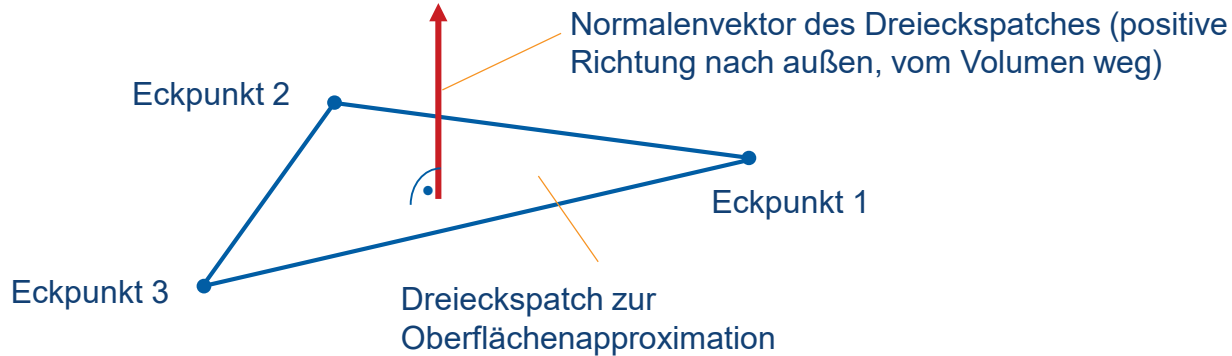 Normalenvektor des Dreieckspatches (positive
Richtung nach außen, vom Volumen weg)
Eckpunkt 2
Eckpunkt 1
Eckpunkt 3
Dreieckspatch zur
Oberflächenapproximation